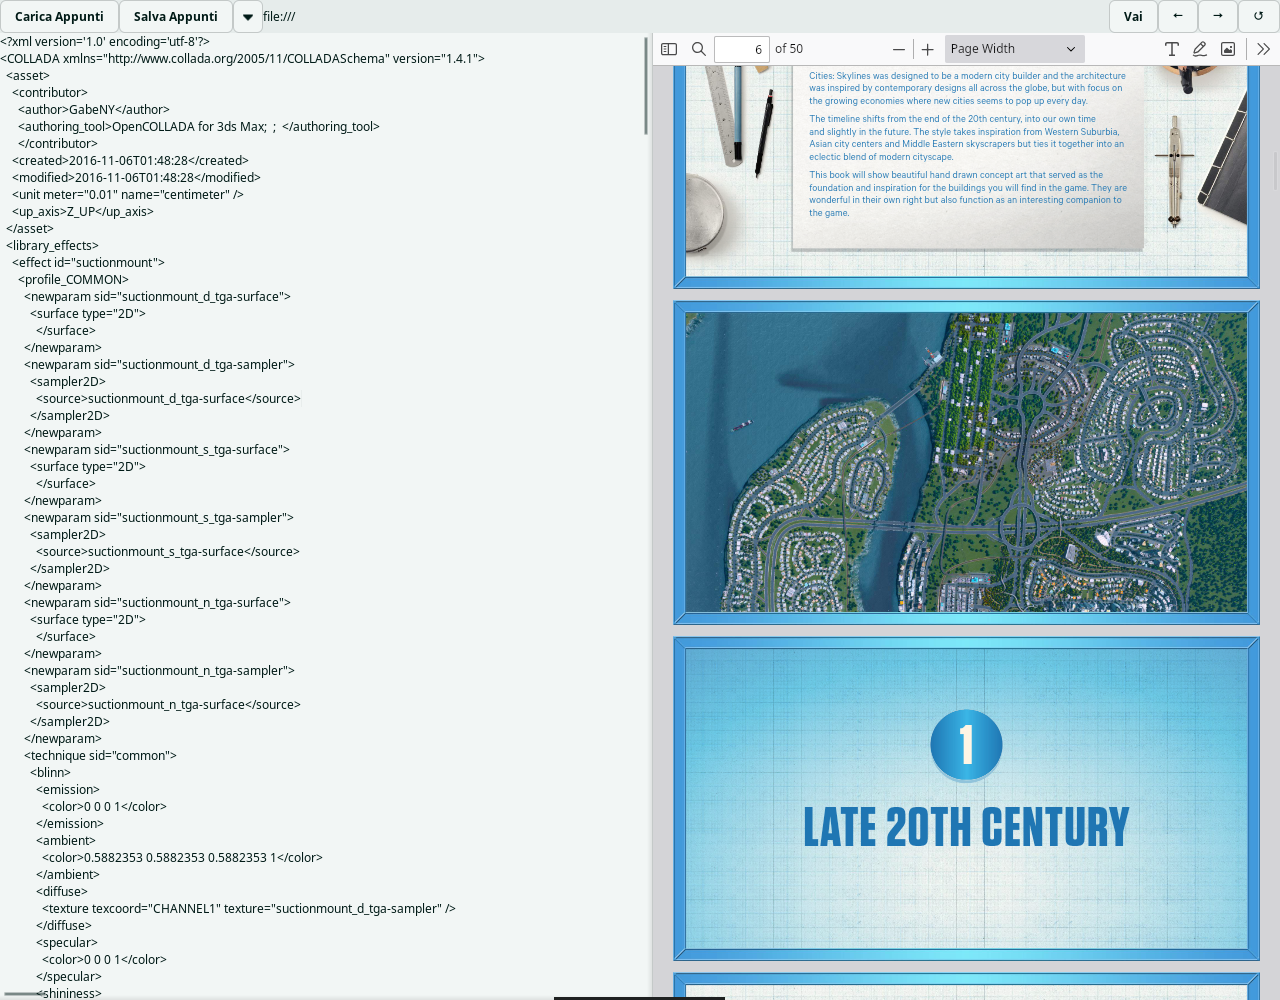 Carica Appunti
Salva Appunti
file:///
Vai
<?xml version='1.0' encoding='utf-8'?>
<COLLADA xmlns="http://www.collada.org/2005/11/COLLADASchema" version="1.4.1">
<asset>
<contributor>
<author>GabeNY</author>
<authoring_tool>OpenCOLLADA for 3ds Max;  ;  </authoring_tool>
</contributor>
<created>2016-11-06T01:48:28</created>
<modified>2016-11-06T01:48:28</modified>
<unit meter="0.01" name="centimeter" />
<up_axis>Z_UP</up_axis>
</asset>
<library_effects>
<effect id="suctionmount">
<profile_COMMON>
<newparam sid="suctionmount_d_tga-surface">
<surface type="2D">
</surface>
</newparam>
<newparam sid="suctionmount_d_tga-sampler">
<sampler2D>
<source>suctionmount_d_tga-surface</source>
</sampler2D>
</newparam>
<newparam sid="suctionmount_s_tga-surface">
<surface type="2D">
</surface>
</newparam>
<newparam sid="suctionmount_s_tga-sampler">
<sampler2D>
<source>suctionmount_s_tga-surface</source>
</sampler2D>
</newparam>
<newparam sid="suctionmount_n_tga-surface">
<surface type="2D">
</surface>
</newparam>
<newparam sid="suctionmount_n_tga-sampler">
<sampler2D>
<source>suctionmount_n_tga-surface</source>
</sampler2D>
</newparam>
<technique sid="common">
<blinn>
<emission>
<color>0 0 0 1</color>
</emission>
<ambient>
<color>0.5882353 0.5882353 0.5882353 1</color>
</ambient>
<diffuse>
<texture texcoord="CHANNEL1" texture="suctionmount_d_tga-sampler" />
</diffuse>
<specular>
<color>0 0 0 1</color>
</specular>
<shininess>
6
of 50
Page Width
Cities: Skylines was designed to be a modern city builder and the architecture
was inspired by contemporary designs all across the globe, but with focus on
the growing economies where new cities seems to pop up every day.
The timeline shifts from the end of the 20th century, into our own time
and slightly in the future. The style takes inspiration from Western Suburbia,
Asian city centers and Middle Eastern skyscrapers but ties it together into an
eclectic blend of modern cityscape.
This book will show beautiful hand drawn concept art that served as the
foundation and inspiration for the buildings you will find in the game. They are
wonderful in their own right but also function as an interesting companion to
the game.
1
LATE 20TH CENTURY